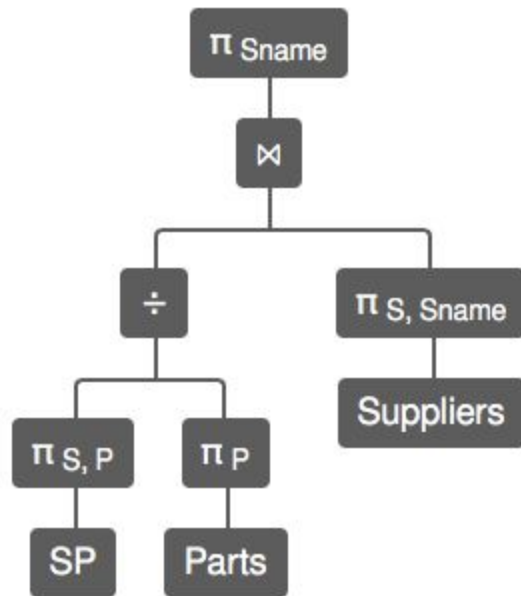 π Sname
⋈
÷
π S, Sname
Suppliers
π S, P
π P
SP
Parts